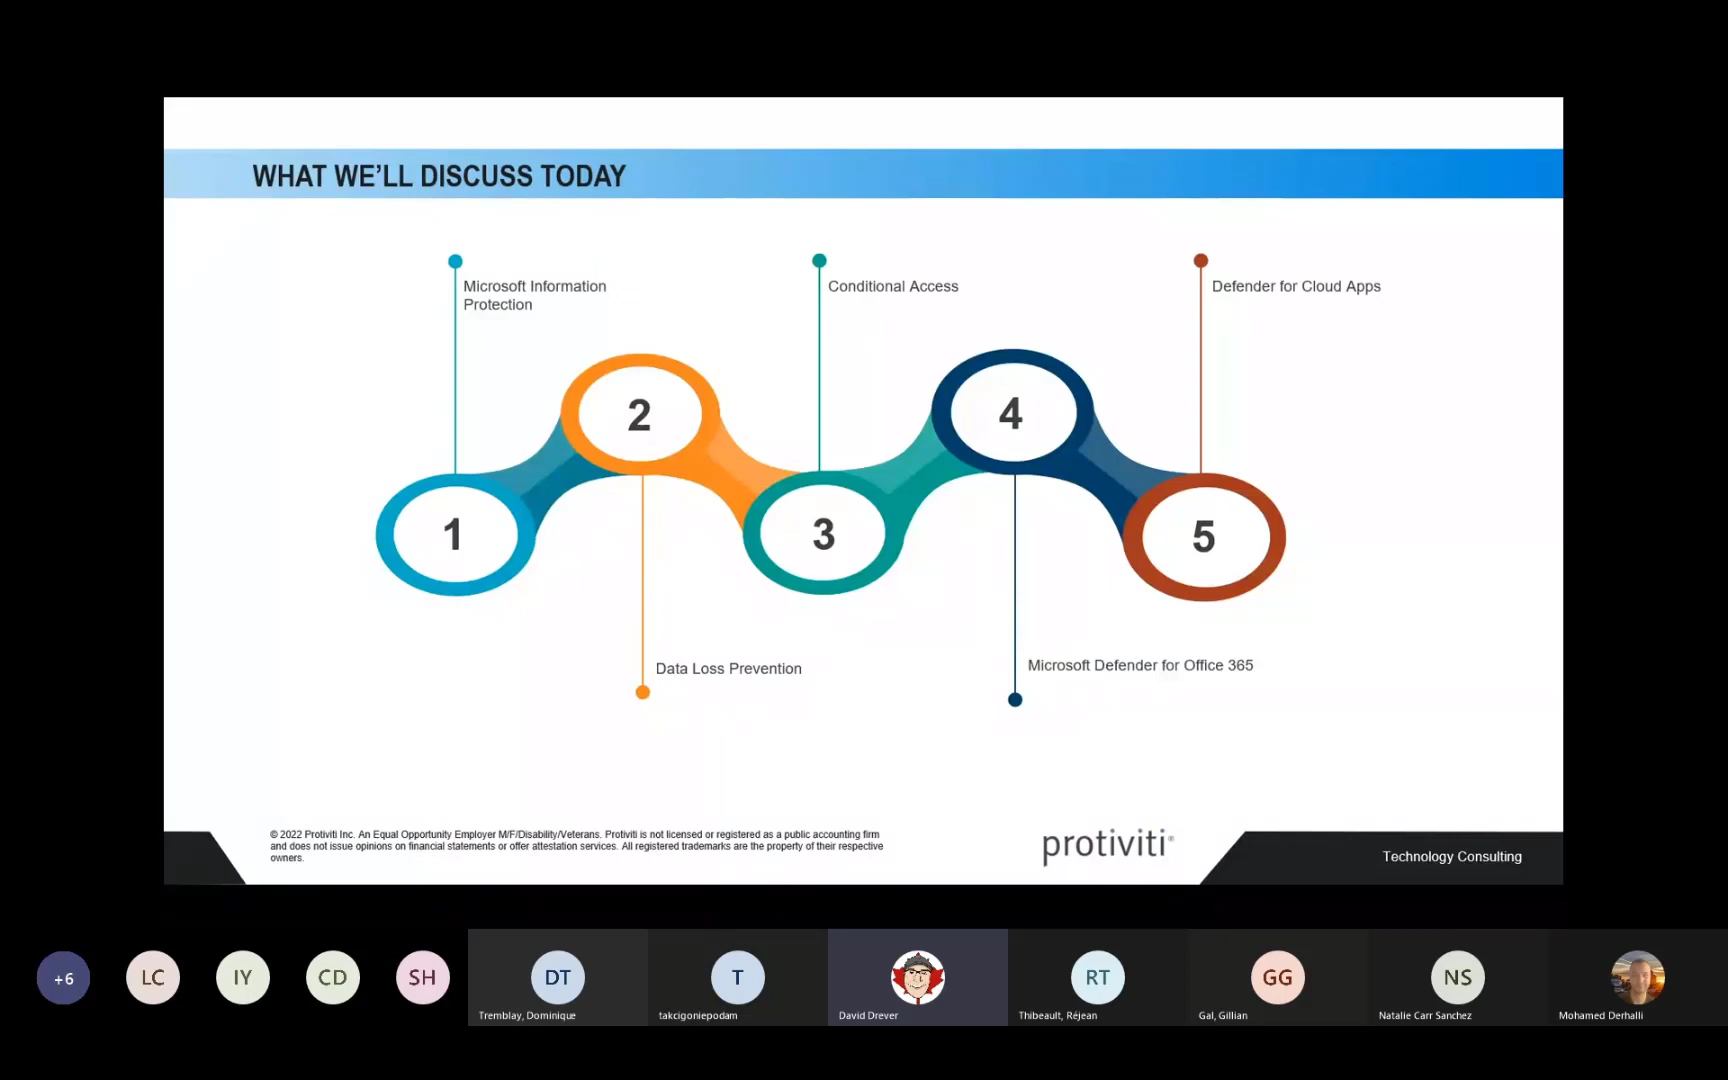 WHAT WE'LL DISCUSS TODAY
Microsoft Information
Protection
Conditional Access
Defender for Cloud Apps
2
4
1
3
5
Data Loss Prevention
Microsoft Defender for Office 365
© 2022 Protiviti Inc. An Equal Opportunity Employer M/F/Disability/Veterans. Protiviti is not licensed or registered as a public accounting firm
and does not issue opinions on financial statements or offer attestation services. All registered trademarks are the property of their respective
owners.
protiviti®
Technology Consulting
+6
LC
IY
CD
SH
DT
T
RT
GG
NS
Tremblay, Dominique
takcigoniepodam
David Drever
Thibeault, Réjean
Gal, Gillian
Natalie Carr Sanchez
Mohamed Derhalli